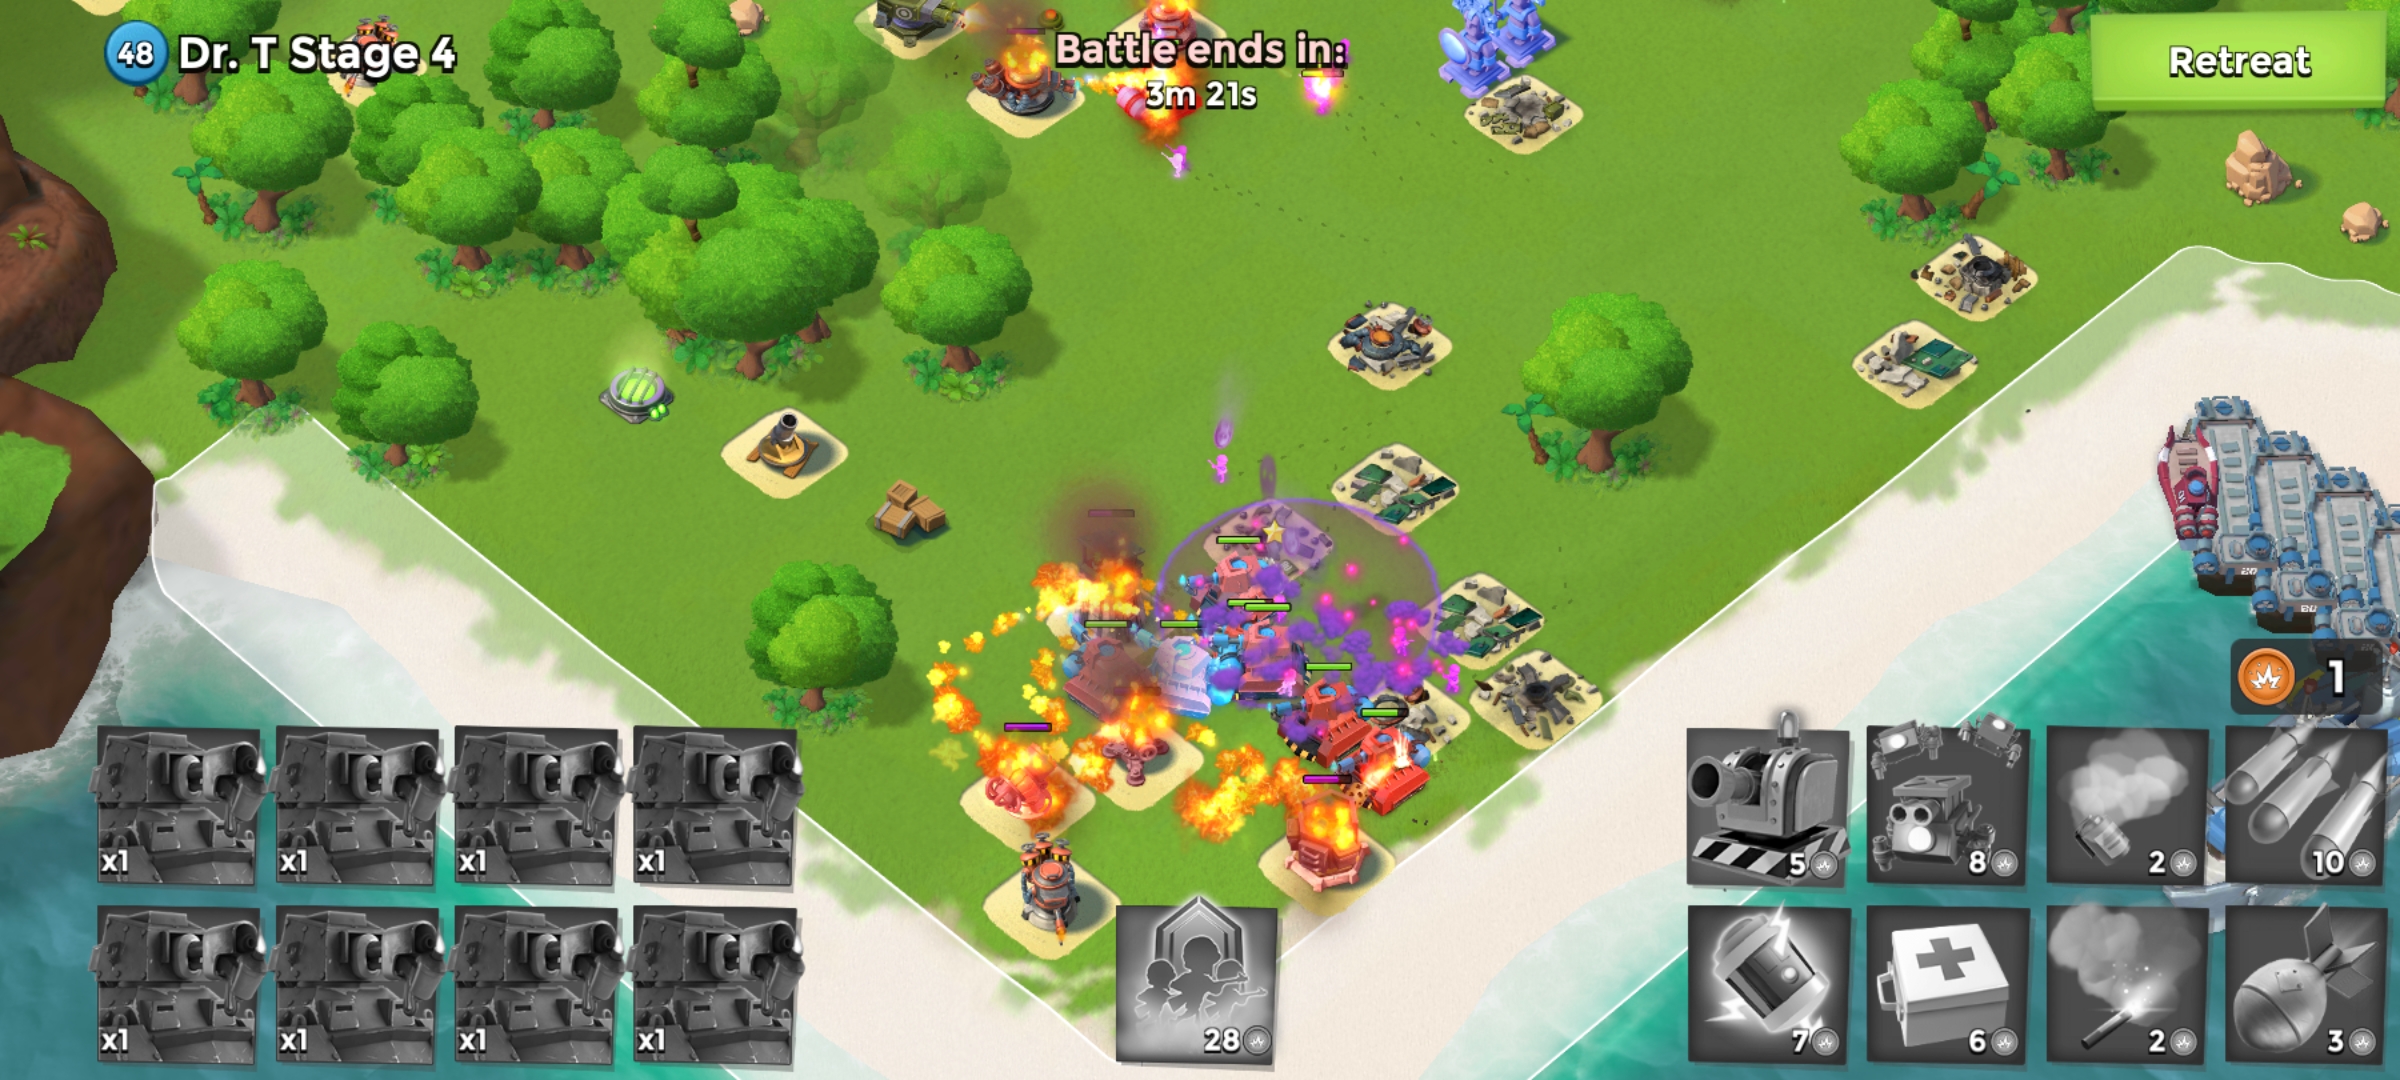 48 Dr. T Stage 4
Battle ends in:
3m 21s
Retreat
1
x1 x1 x1 x1
5 8 2 10
x1 x1 x1 x1
28
7 6 2 3